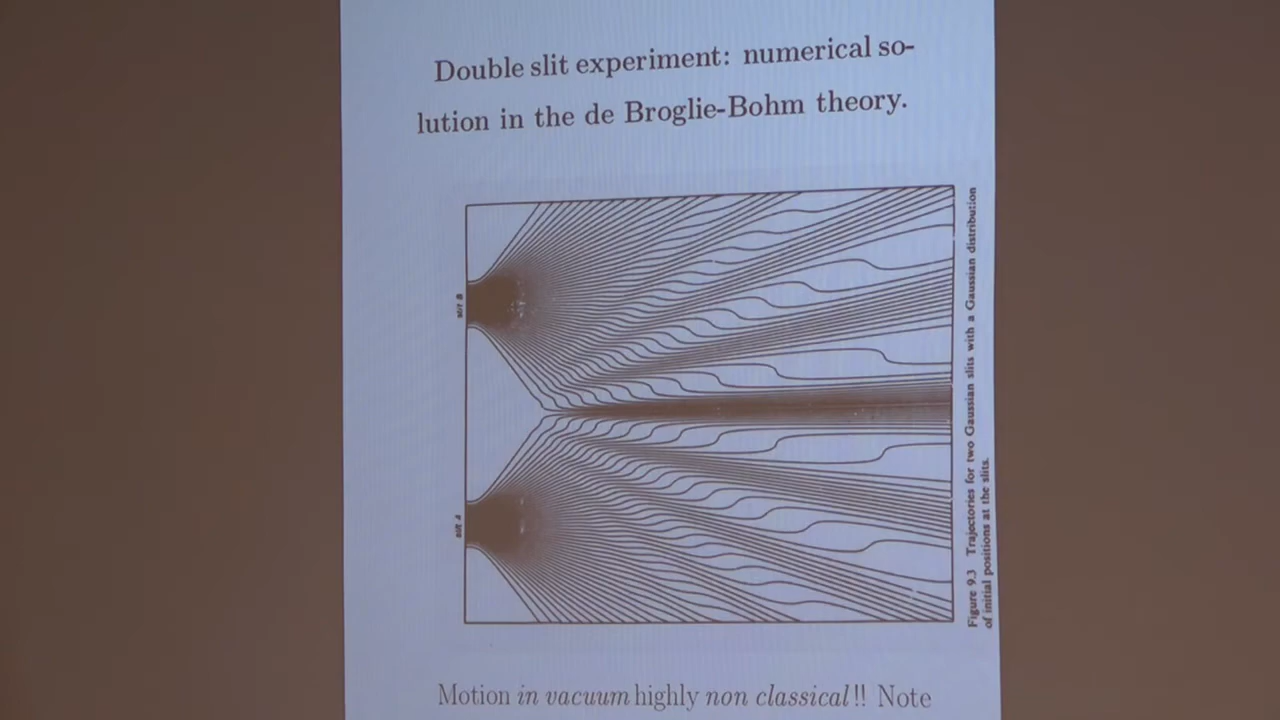 Double slit experiment: numerical so-
lution in the de Broglie-Bohm theory.
slit B
slit A
Figure 9.3 Trajectories for two Gaussian slits with a Gaussian distribution
of initial positions at the slits.
Motion in vacuum highly non classical!! Note